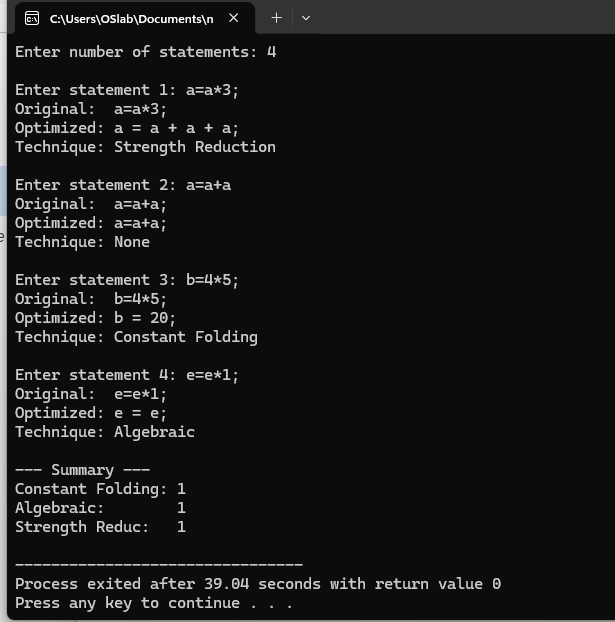 C:\Users\OSlab\Documents\n
Enter number of statements: 4
Enter statement 1: a=a*3;
Original:  a=a*3;
Optimized: a = a + a + a;
Technique: Strength Reduction
Enter statement 2: a=a+a
Original:  a=a+a;
Optimized: a=a+a;
Technique: None
Enter statement 3: b=4*5;
Original:  b=4*5;
Optimized: b = 20;
Technique: Constant Folding
Enter statement 4: e=e*1;
Original:  e=e*1;
Optimized: e = e;
Technique: Algebraic
--- Summary ---
Constant Folding: 1
Algebraic:        1
Strength Reduc:   1
--------------------------------
Process exited after 39.04 seconds with return value 0
Press any key to continue . . .